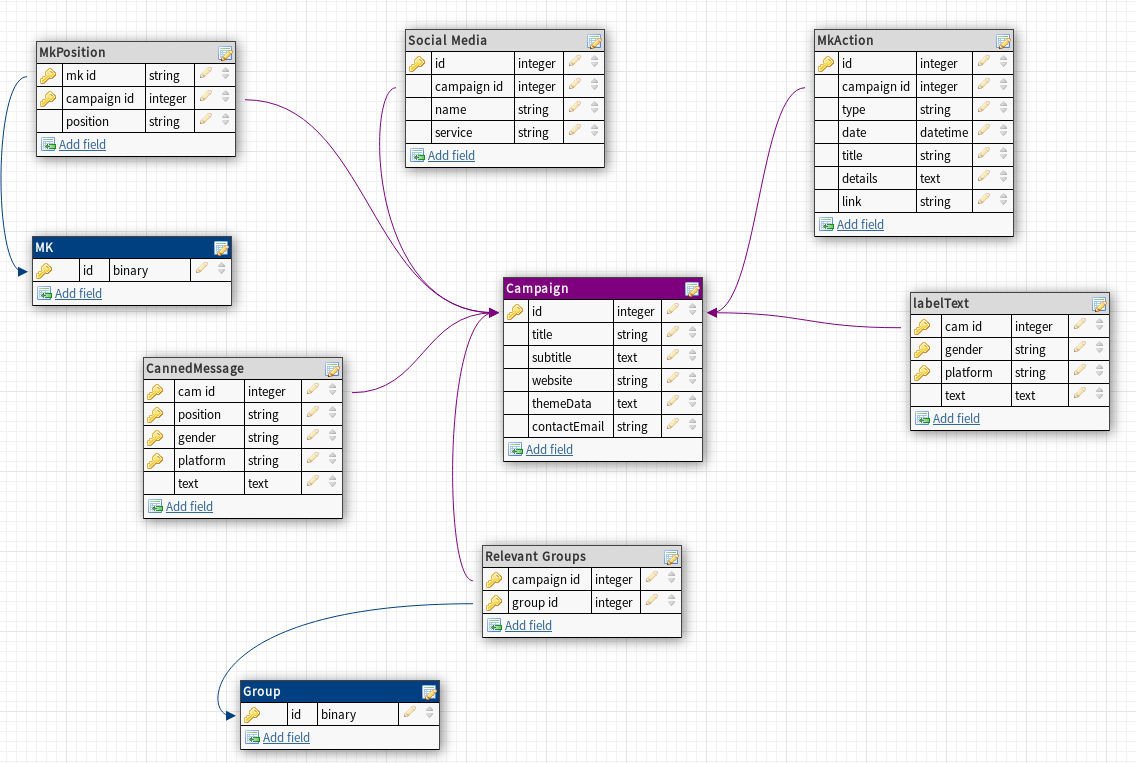 MkPosition
mk id string
campaign id integer
position string
Add field
Social Media
id integer
campaign id integer
name string
service string
Add field
MkAction
id integer
campaign id integer
type string
date datetime
title string
details text
link string
Add field
MK
id binary
Add field
Campaign
id integer
title string
subtitle text
website string
themeData text
contactEmail string
Add field
labelText
cam id integer
gender string
platform string
text text
Add field
CannedMessage
cam id integer
position string
gender string
platform string
text text
Add field
Relevant Groups
campaign id integer
group id integer
Add field
Group
id binary
Add field